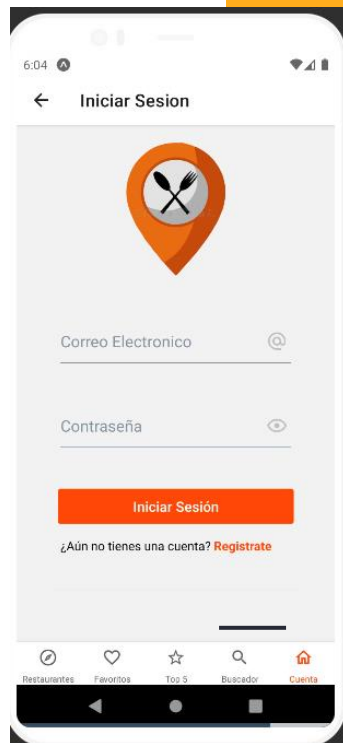 6:04
Iniciar Sesion
Correo Electronico
@
Contraseña
Iniciar Sesión
¿Aún no tienes una cuenta? Registrate
Restaurantes Favoritos Top 5 Buscador Cuenta